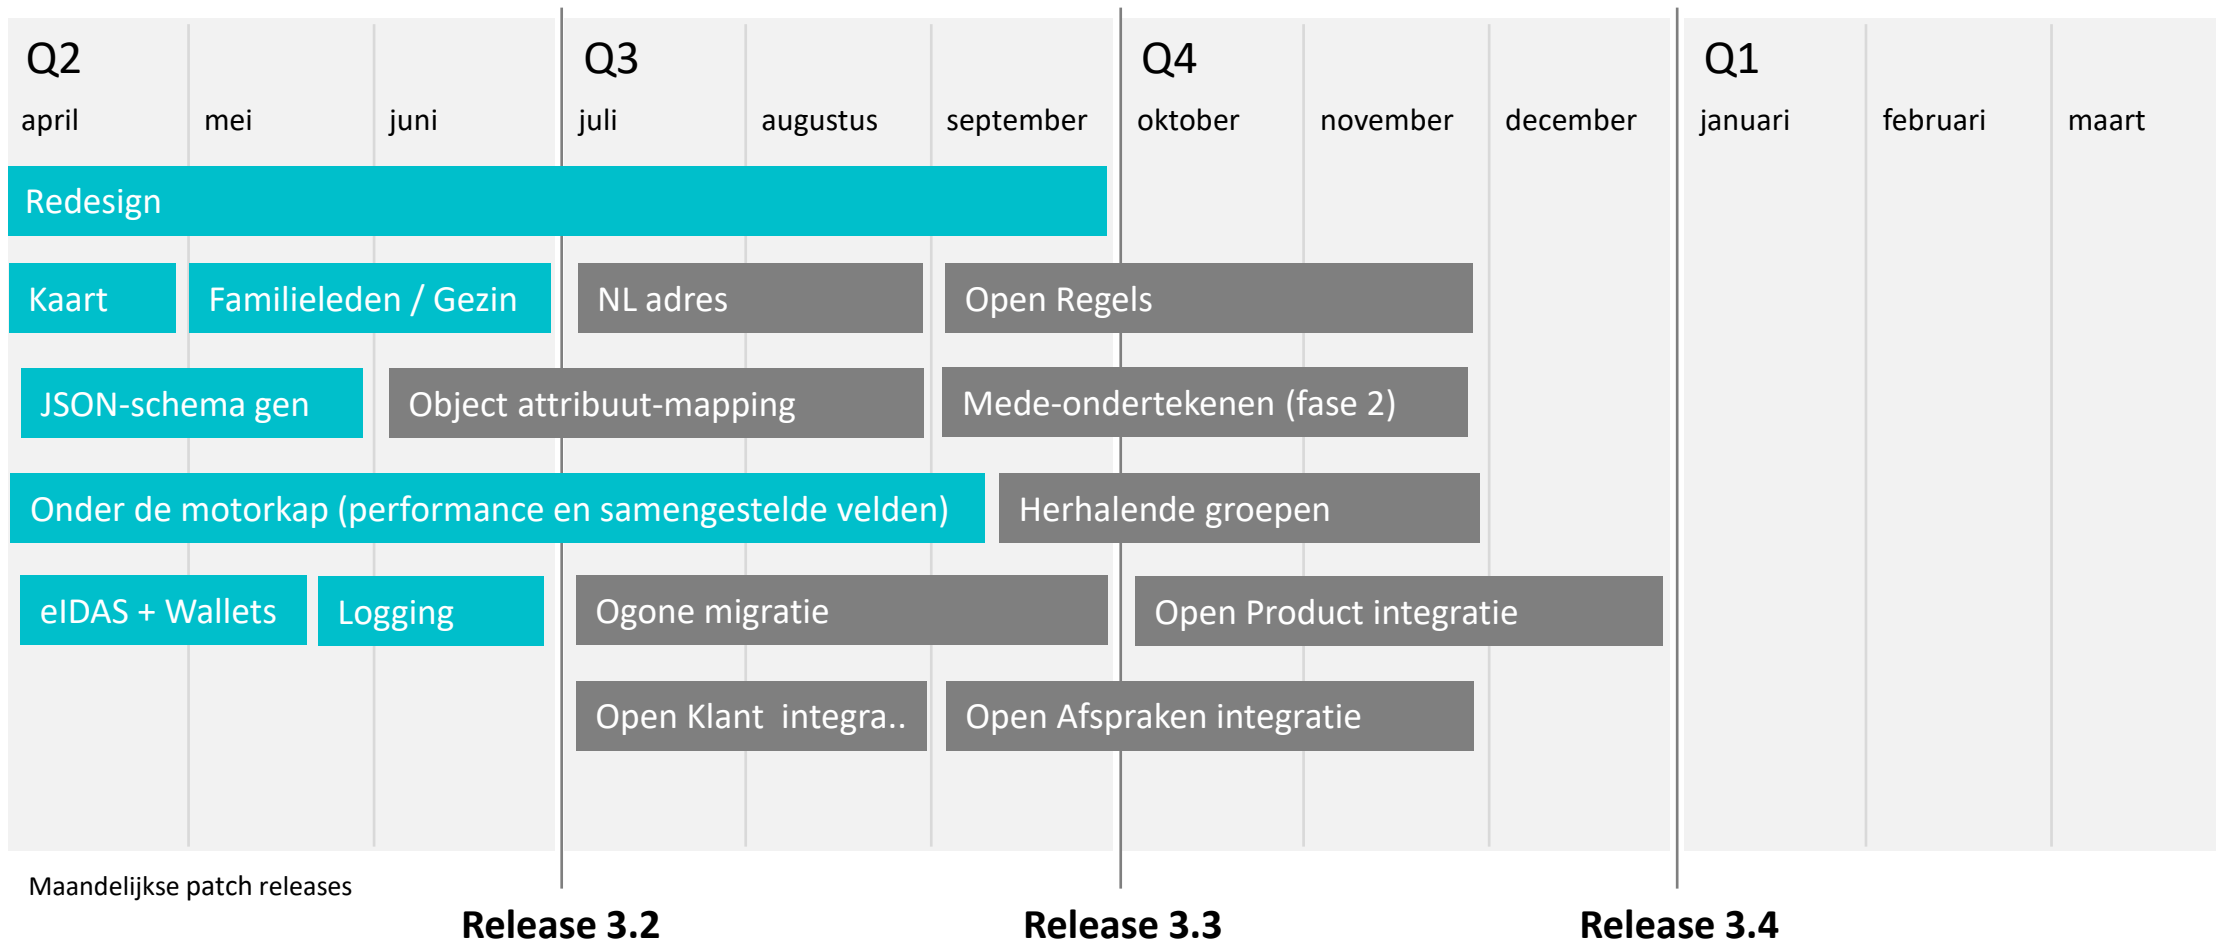 Q2
Q3
Q4
Q1
april
mei
juni
juli
augustus
september
oktober
november
december
januari
februari
maart
Redesign
Kaart
Familieleden / Gezin
NL adres
Open Regels
JSON-schema gen
Object attribuut-mapping
Mede-ondertekenen (fase 2)
Onder de motorkap (performance en samengestelde velden)
Herhalende groepen
eIDAS + Wallets
Logging
Ogone migratie
Open Product integratie
Open Klant  integra..
Open Afspraken integratie
Maandelijkse patch releases
Release 3.2
Release 3.3
Release 3.4